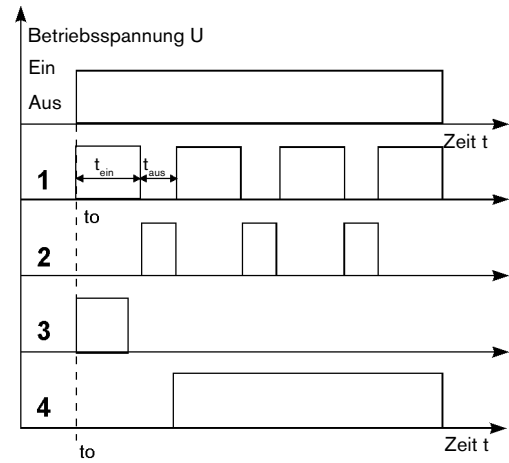 Betriebsspannung U
Ein
Aus
Zeit t
1
t ein
t aus
to
2
3
4
to
Zeit t